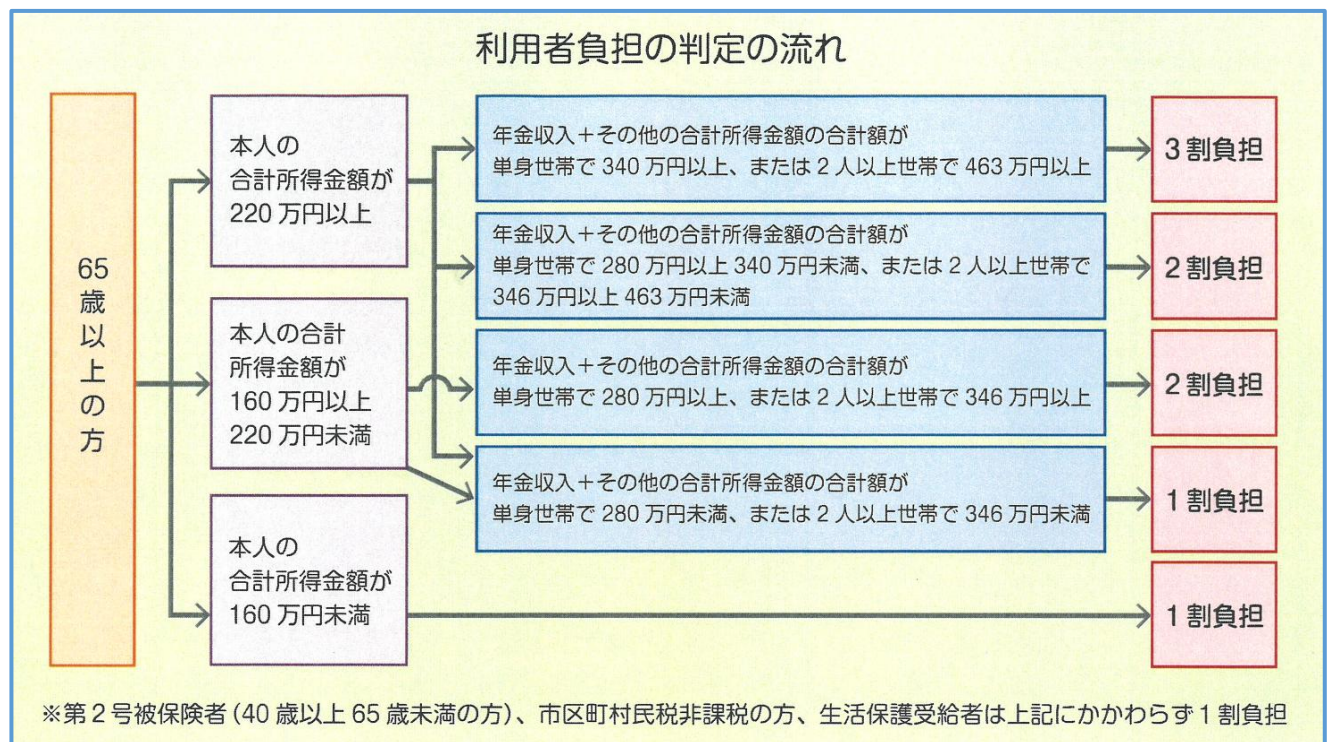 利用者負担の判定の流れ
65歳以上の方
本人の
合計所得金額が
220万円以上
年金収入＋その他の合計所得金額の合計額が
単身世帯で340万円以上、または2人以上世帯で463万円以上
3割負担
年金収入＋その他の合計所得金額の合計額が
単身世帯で280万円以上340万円未満、または2人以上世帯で
346万円以上463万円未満
2割負担
本人の合計
所得金額が
160万円以上
220万円未満
年金収入＋その他の合計所得金額の合計額が
単身世帯で280万円以上、または2人以上世帯で346万円以上
2割負担
年金収入＋その他の合計所得金額の合計額が
単身世帯で280万円未満、または2人以上世帯で346万円未満
1割負担
本人の
合計所得金額が
160万円未満
1割負担
※第2号被保険者(40歳以上65歳未満の方)、市区町村民税非課税の方、生活保護受給者は上記にかかわらず1割負担